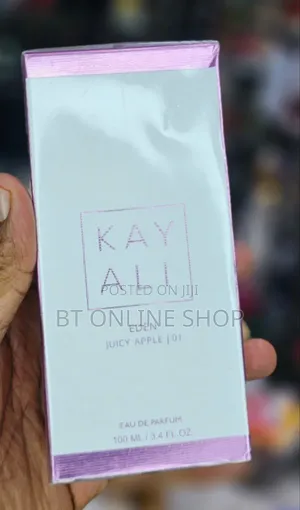 KAY
ALI
POSTED ON JIJI
BT ONLINE SHOP
EDEN
JUICY APPLE | 01
EAU DE PARFUM
100 ML / 3.4 FL. OZ.